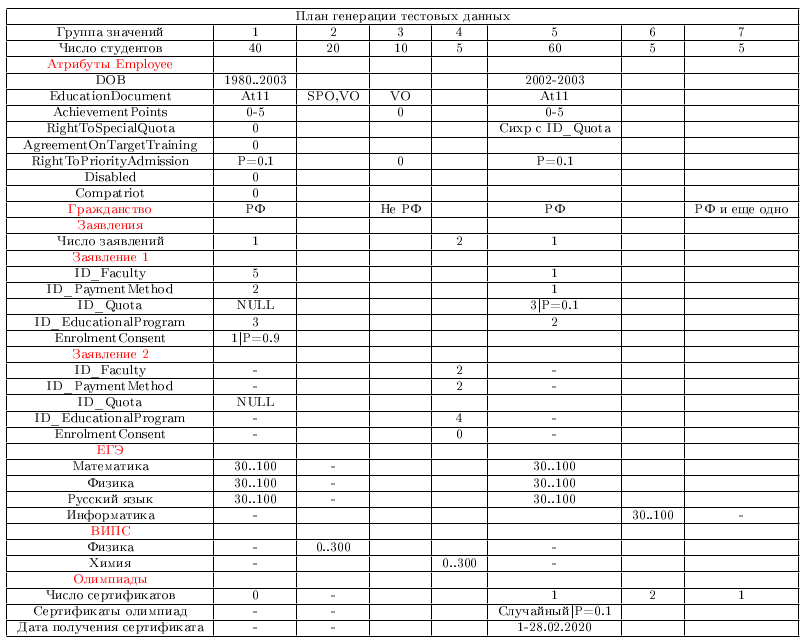 План генерации тестовых данных
Группа значений 1 2 3 4 5 6 7
Число студентов 40 20 10 5 60 5 5
Атрибуты Employee
DOB 1980..2003 2002-2003
EducationDocument At11 SPO,VO VO At11
AchievementPoints 0-5 0 0-5
RightToSpecialQuota 0 Сихр с ID_Quota
AgreementOnTargetTraining 0
RightToPriorityAdmission P=0.1 0 P=0.1
Disabled 0
Compatriot 0
Гражданство РФ Не РФ РФ РФ и еще одно
Заявления
Число заявлений 1 2 1
Заявление 1
ID_Faculty 5 1
ID_PaymentMethod 2 1
ID_Quota NULL 3|P=0.1
ID_EducationalProgram 3 2
EnrolmentConsent 1|P=0.9
Заявление 2
ID_Faculty - 2 -
ID_PaymentMethod - 2 -
ID_Quota NULL
ID_EducationalProgram - 4 -
EnrolmentConsent - 0 -
ЕГЭ
Математика 30..100 - 30..100
Физика 30..100 - 30..100
Русский язык 30..100 - 30..100
Информатика - 30..100 -
ВИПС
Физика - 0..300 -
Химия - 0..300 -
Олимпиады
Число сертификатов 0 - 1 2 1
Сертификаты олимпиад - - Случайный|P=0.1
Дата получения сертификата - - 1-28.02.2020